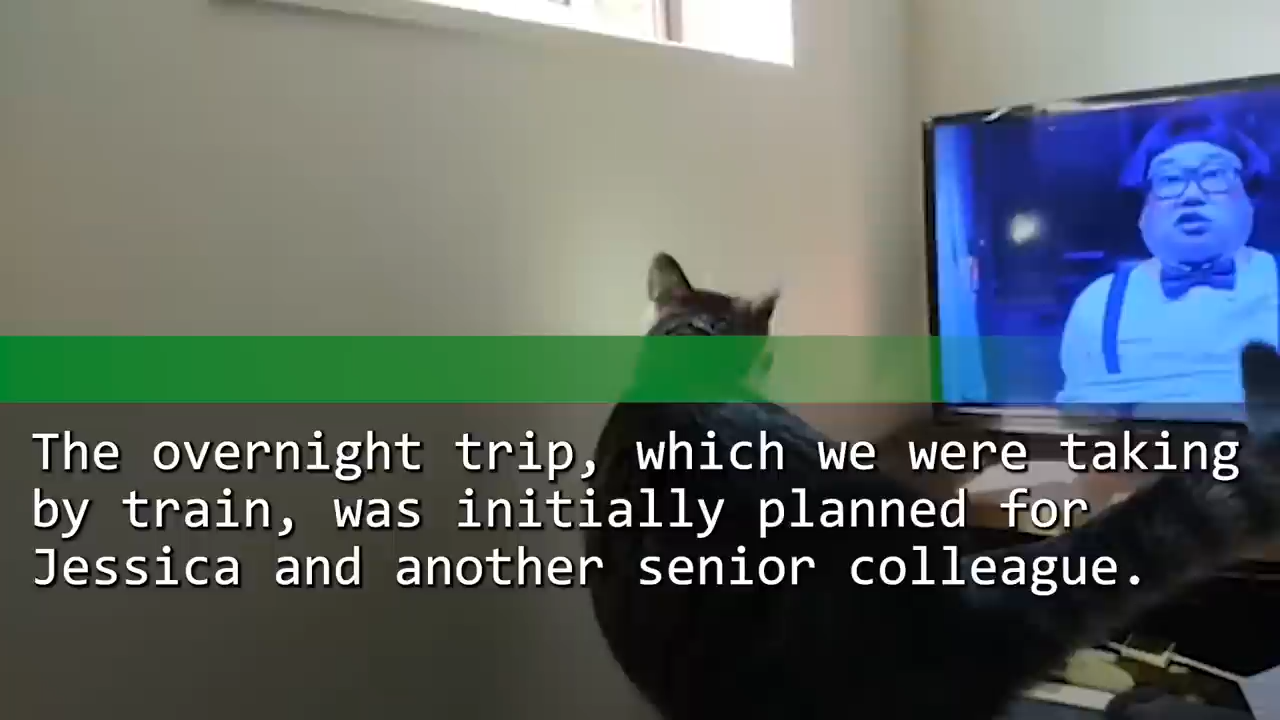 The overnight trip, which we were taking
by train, was initially planned for
Jessica and another senior colleague.